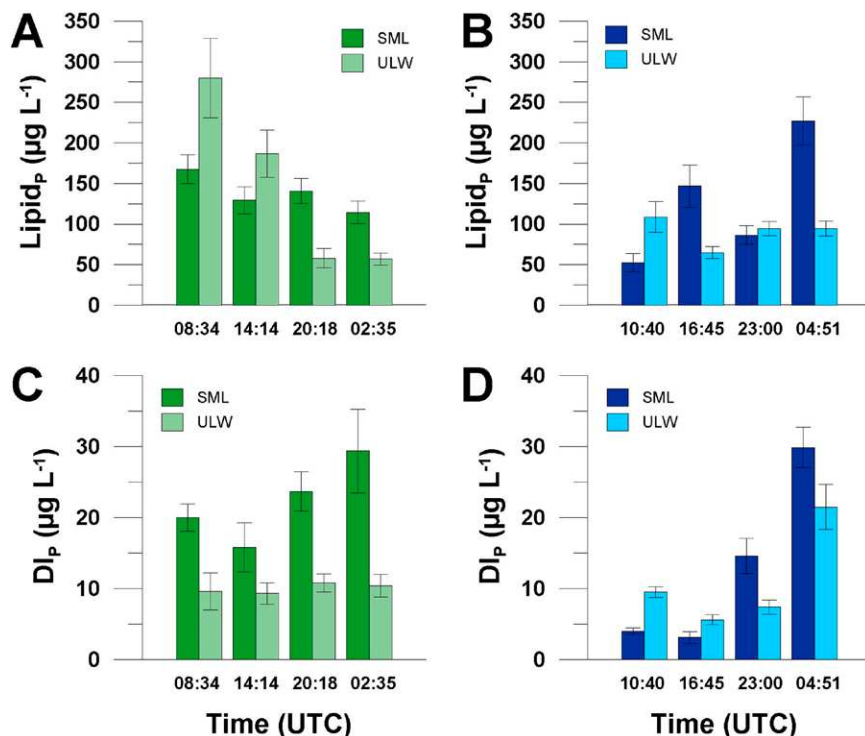 A
Lipid_P (µg L⁻¹)
350
300
250
200
150
100
50
0
SML
ULW
08:34 14:14 20:18 02:35
B
Lipid_P (µg L⁻¹)
350
300
250
200
150
100
50
0
SML
ULW
10:40 16:45 23:00 04:51
C
DI_P (µg L⁻¹)
40
30
20
10
0
SML
ULW
08:34 14:14 20:18 02:35
Time (UTC)
D
DI_P (µg L⁻¹)
40
30
20
10
0
SML
ULW
10:40 16:45 23:00 04:51
Time (UTC)